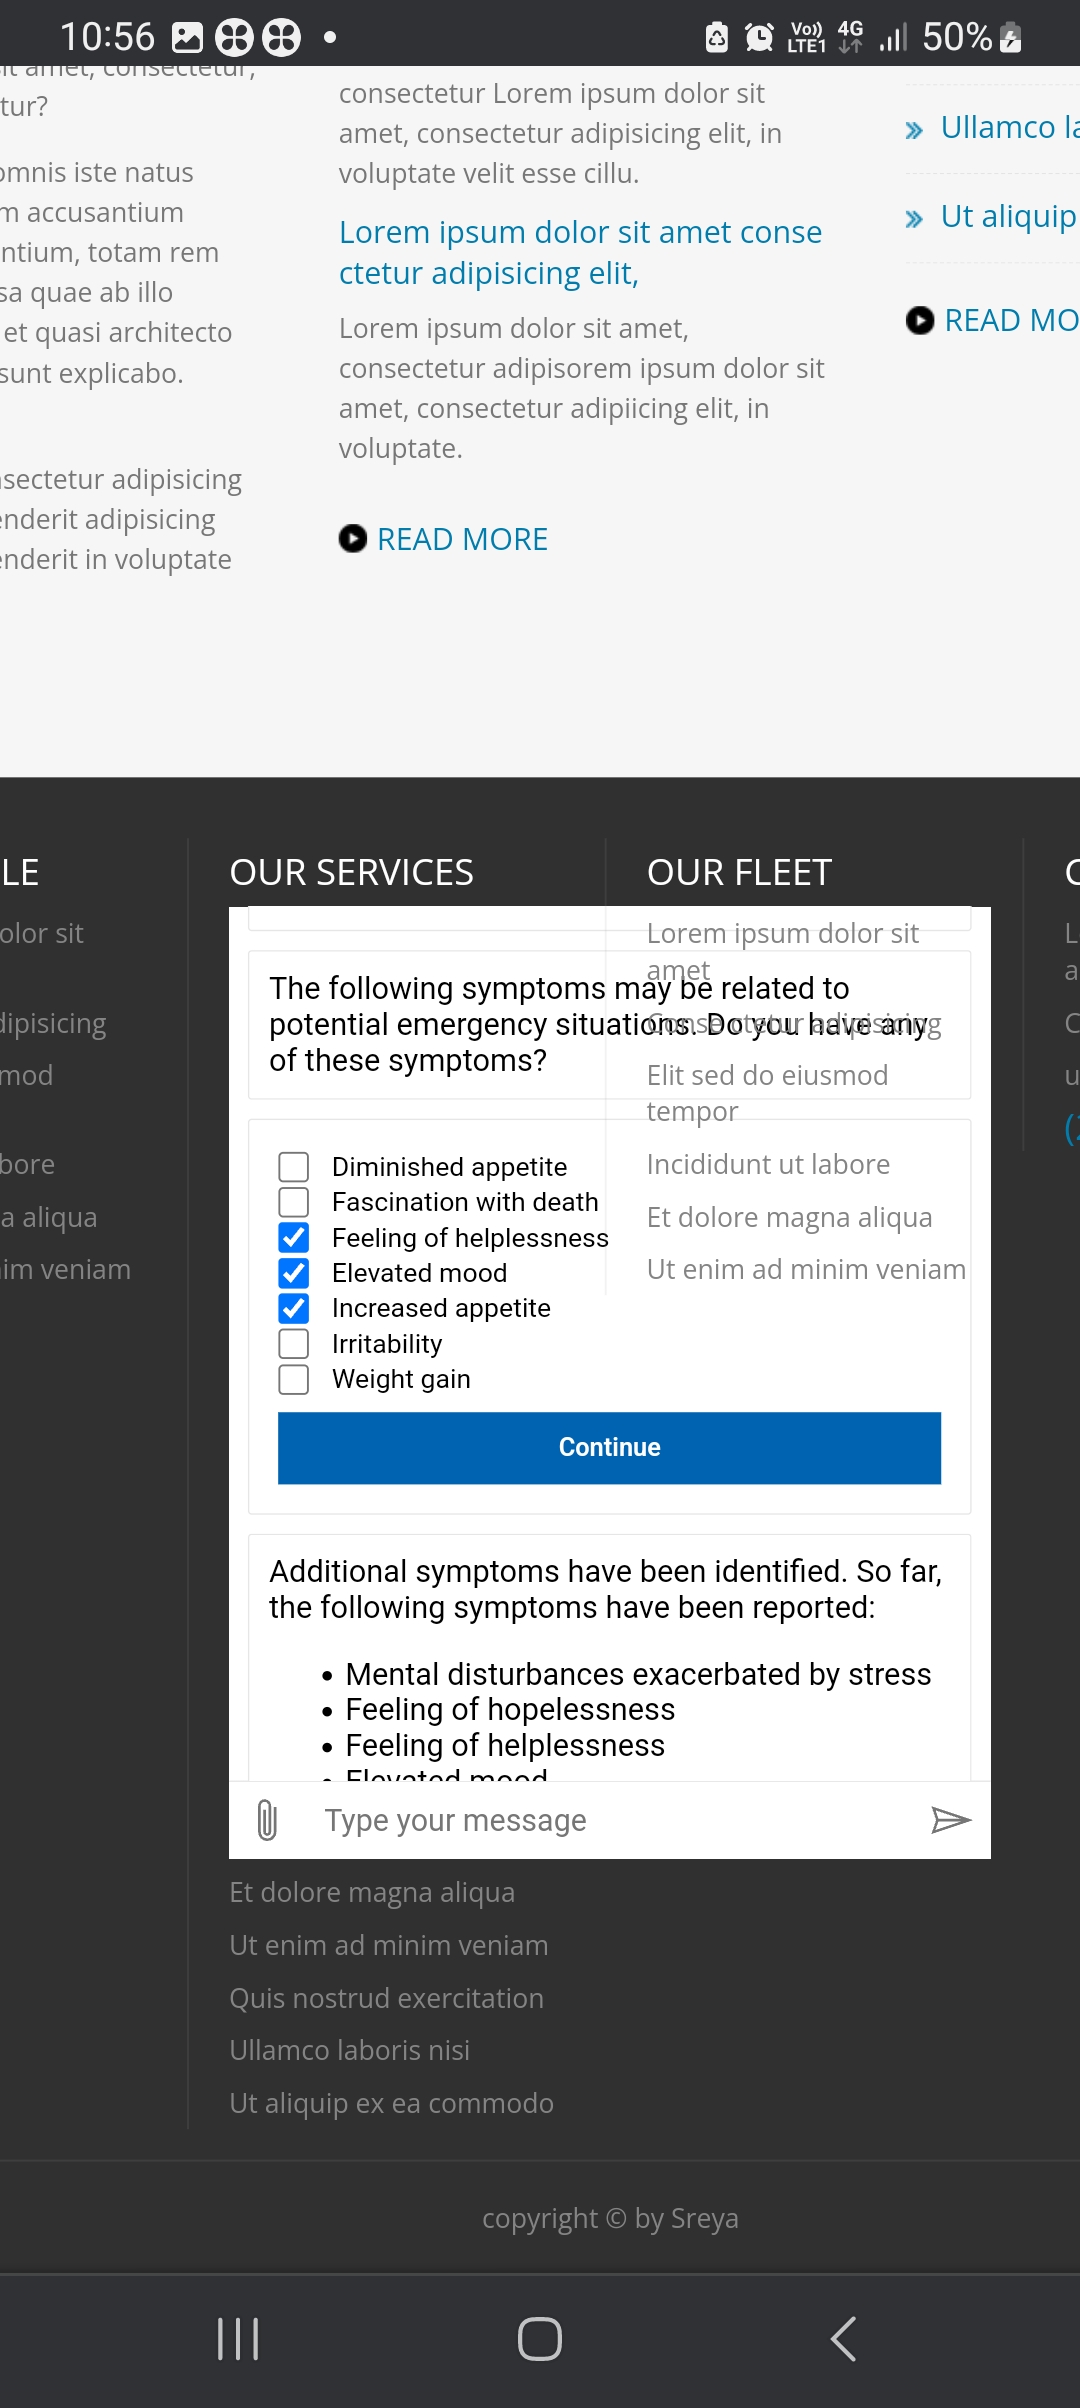 10:56
Vo)) LTE1 4G 50%
sit amet, consectetur,
tur?
omnis iste natus
m accusantium
ntium, totam rem
sa quae ab illo
et quasi architecto
sunt explicabo.
nsectetur adipisicing
enderit adipisicing
enderit in voluptate
consectetur Lorem ipsum dolor sit
amet, consectetur adipisicing elit, in
voluptate velit esse cillu.
Lorem ipsum dolor sit amet conse
ctetur adipisicing elit,
Lorem ipsum dolor sit amet,
consectetur adipisorem ipsum dolor sit
amet, consectetur adipiicing elit, in
voluptate.
READ MORE
Ullamco la
Ut aliquip
READ MO
LE
olor sit
dipisicing
mod
bore
a aliqua
nim veniam
OUR SERVICES
The following symptoms may be related to
potential emergency situations. Do you have any
of these symptoms?
Diminished appetite
Fascination with death
Feeling of helplessness
Elevated mood
Increased appetite
Irritability
Weight gain
Continue
Additional symptoms have been identified. So far,
the following symptoms have been reported:
Mental disturbances exacerbated by stress
Feeling of hopelessness
Feeling of helplessness
Elevated mood
Type your message
Et dolore magna aliqua
Ut enim ad minim veniam
Quis nostrud exercitation
Ullamco laboris nisi
Ut aliquip ex ea commodo
OUR FLEET
Lorem ipsum dolor sit
amet
Conse ctetur adipisicing
Elit sed do eiusmod
tempor
Incididunt ut labore
Et dolore magna aliqua
Ut enim ad minim veniam
copyright © by Sreya